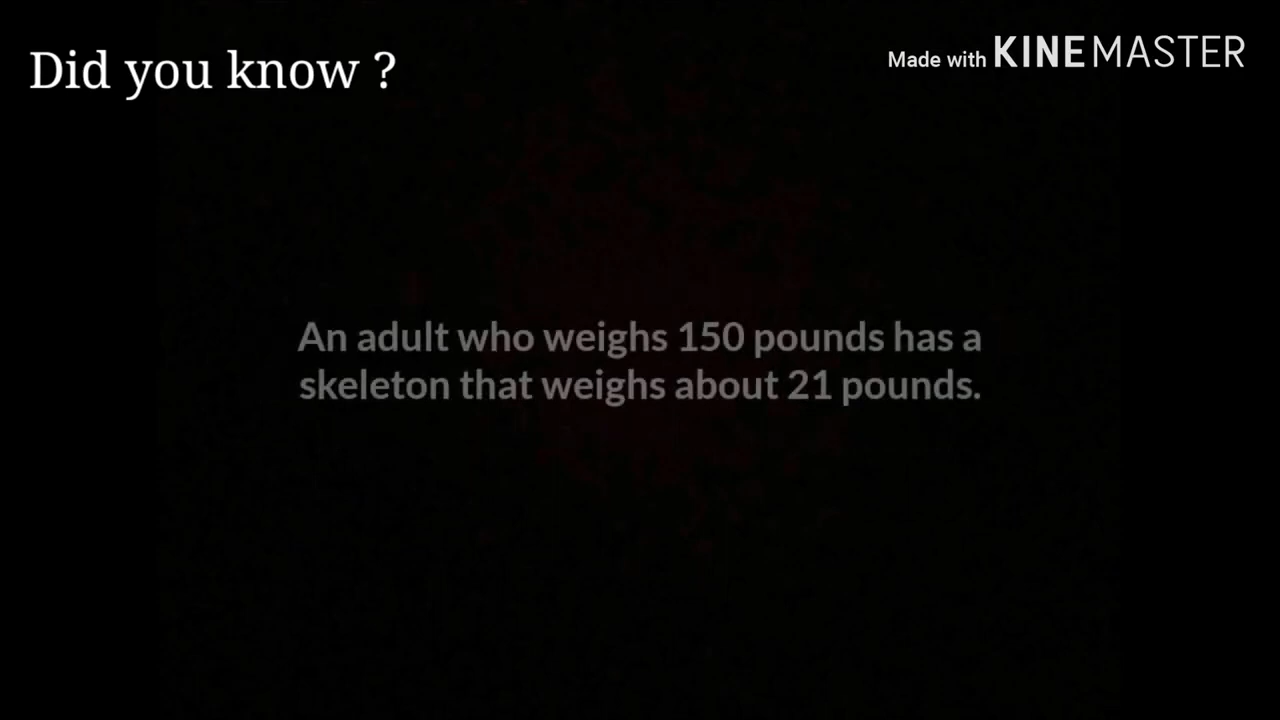 Did you know ?
Made with KINEMASTER
An adult who weighs 150 pounds has a
skeleton that weighs about 21 pounds.